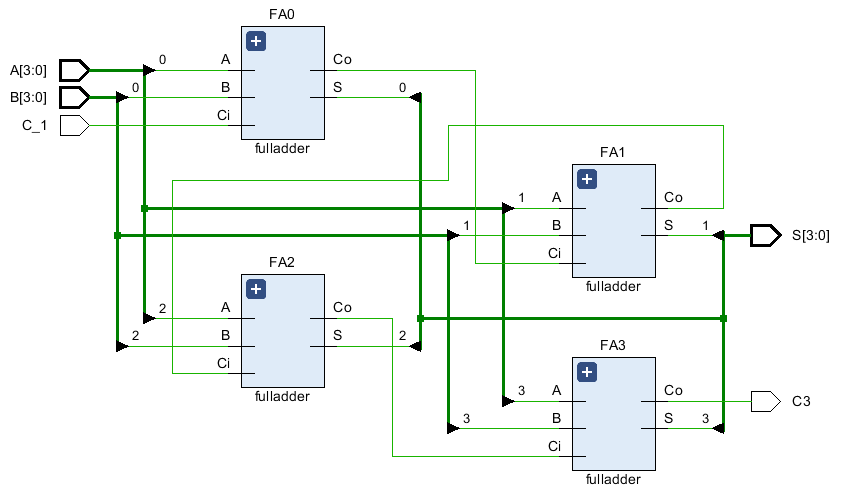 FA0
A[3:0]
0
A
Co
B[3:0]
0
B
S
0
C_1
Ci
fulladder
FA1
1
A
Co
1
B
S
1
S[3:0]
Ci
fulladder
FA2
2
A
Co
2
B
S
2
Ci
fulladder
FA3
3
A
Co
C3
3
B
S
3
Ci
fulladder